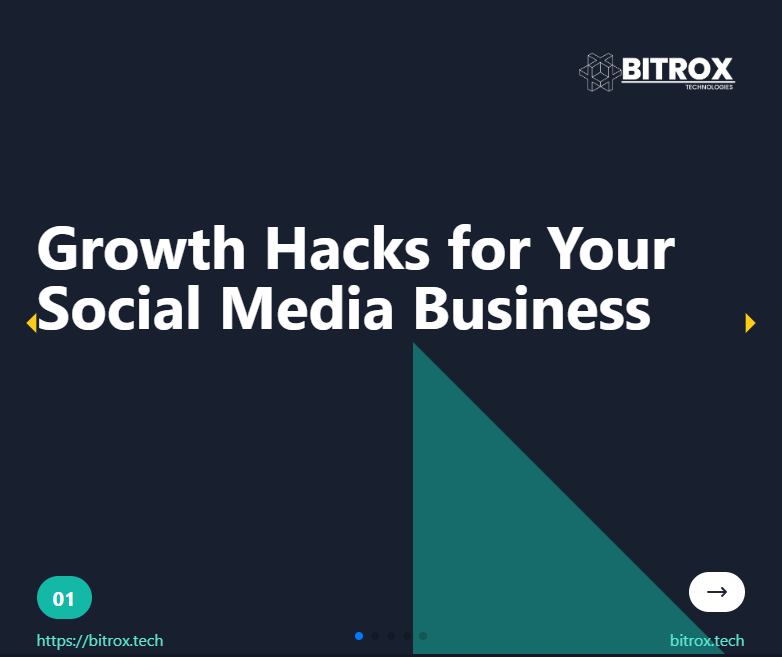 BITROX
TECHNOLOGIES
Growth Hacks for Your
Social Media Business
01
https://bitrox.tech
bitrox.tech